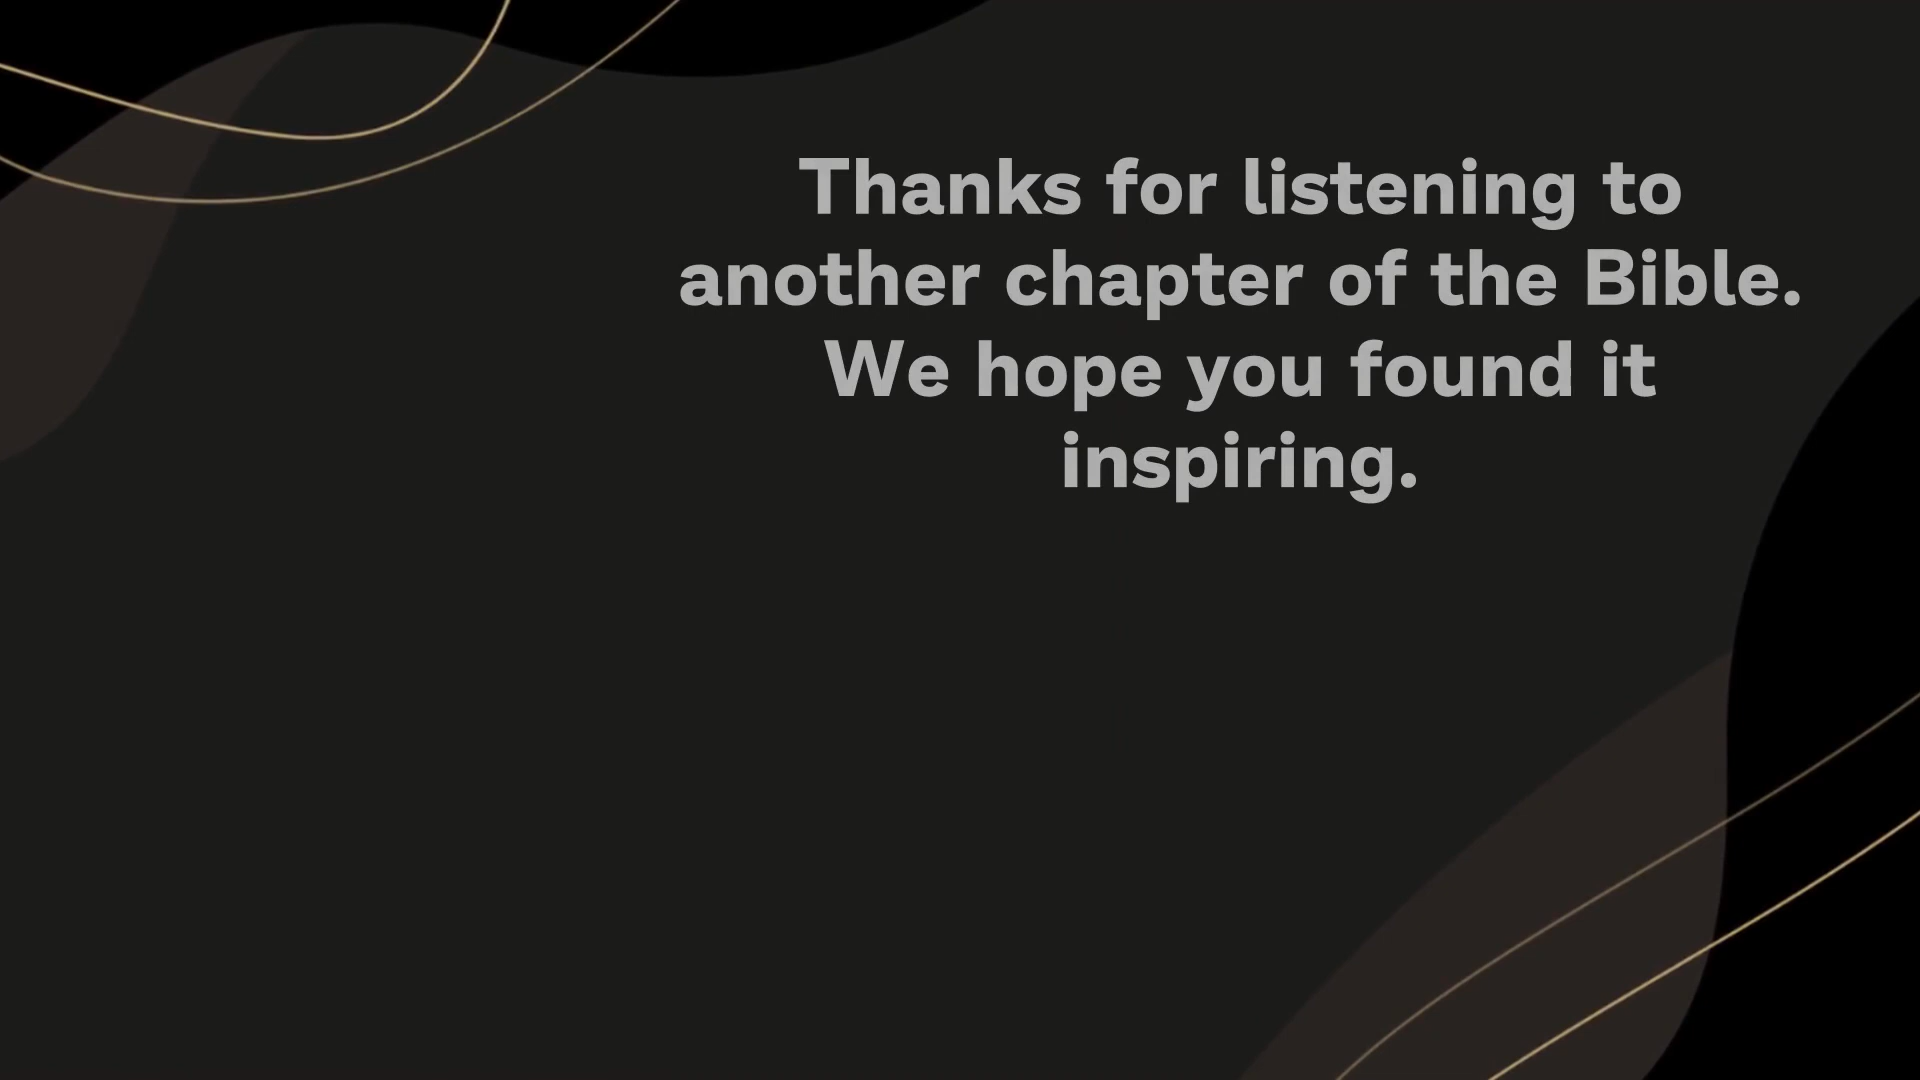 Thanks for listening to
another chapter of the Bible.
We hope you found it
inspiring.